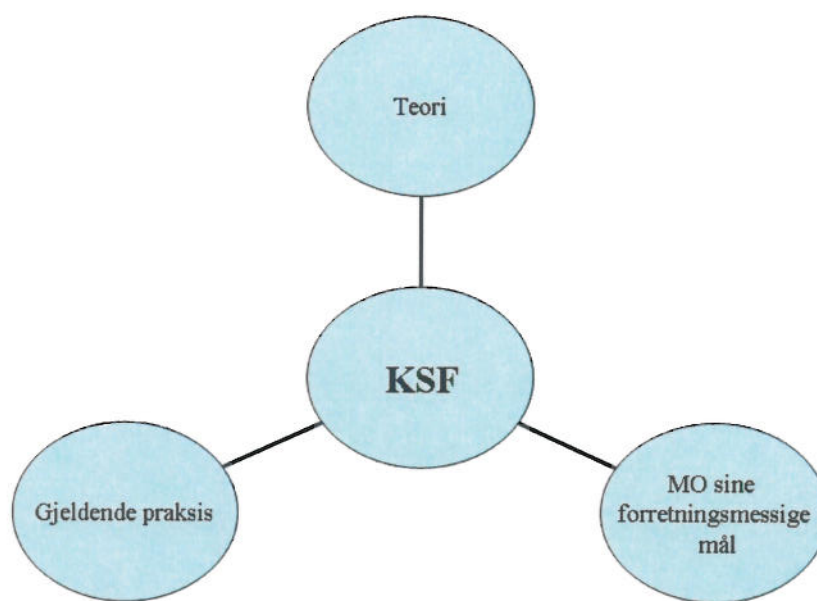 Teori
KSF
Gjeldende praksis
MO sine
forretningsmessige
mål